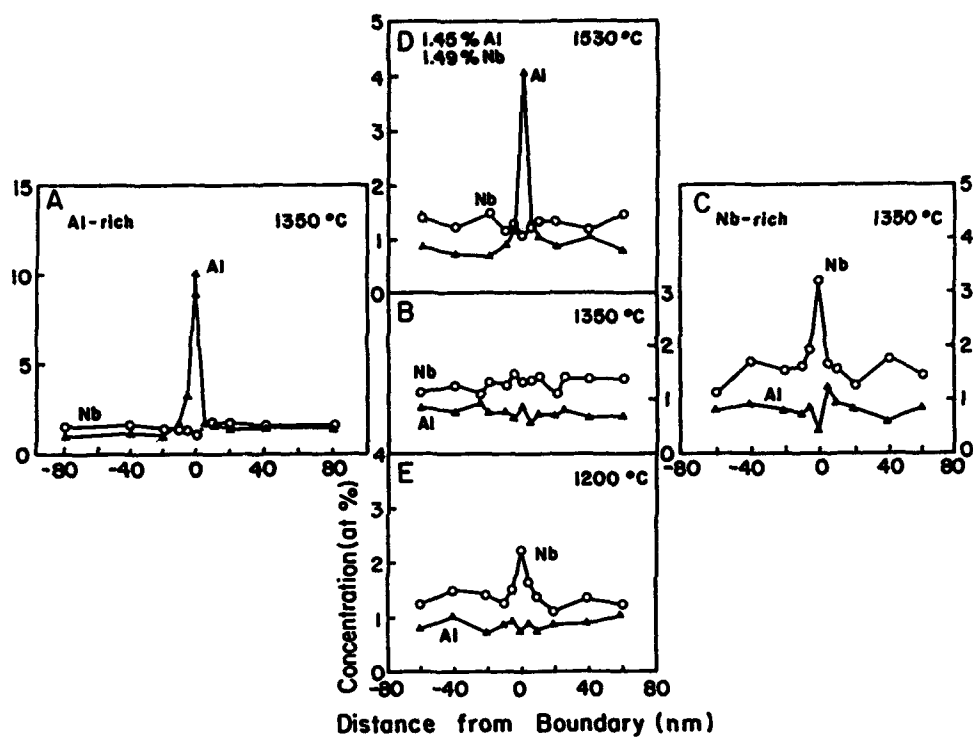 D 1.45 % Al 1530 °C
1.49 % Nb
Al
Nb
5
4
3
2
1
0
A
Al-rich 1350 °C
Al
Nb
15
10
5
0
-80 -40 0 40 80
B 1350 °C
Nb
Al
3
2
1
0
C Nb-rich 1350 °C
Nb
Al
5
4
3
2
1
0
-80 -40 0 40 80
E 1200 °C
Nb
Al
4
3
2
1
0
-80 -40 0 40 80
Concentration (at %)
Distance from Boundary (nm)